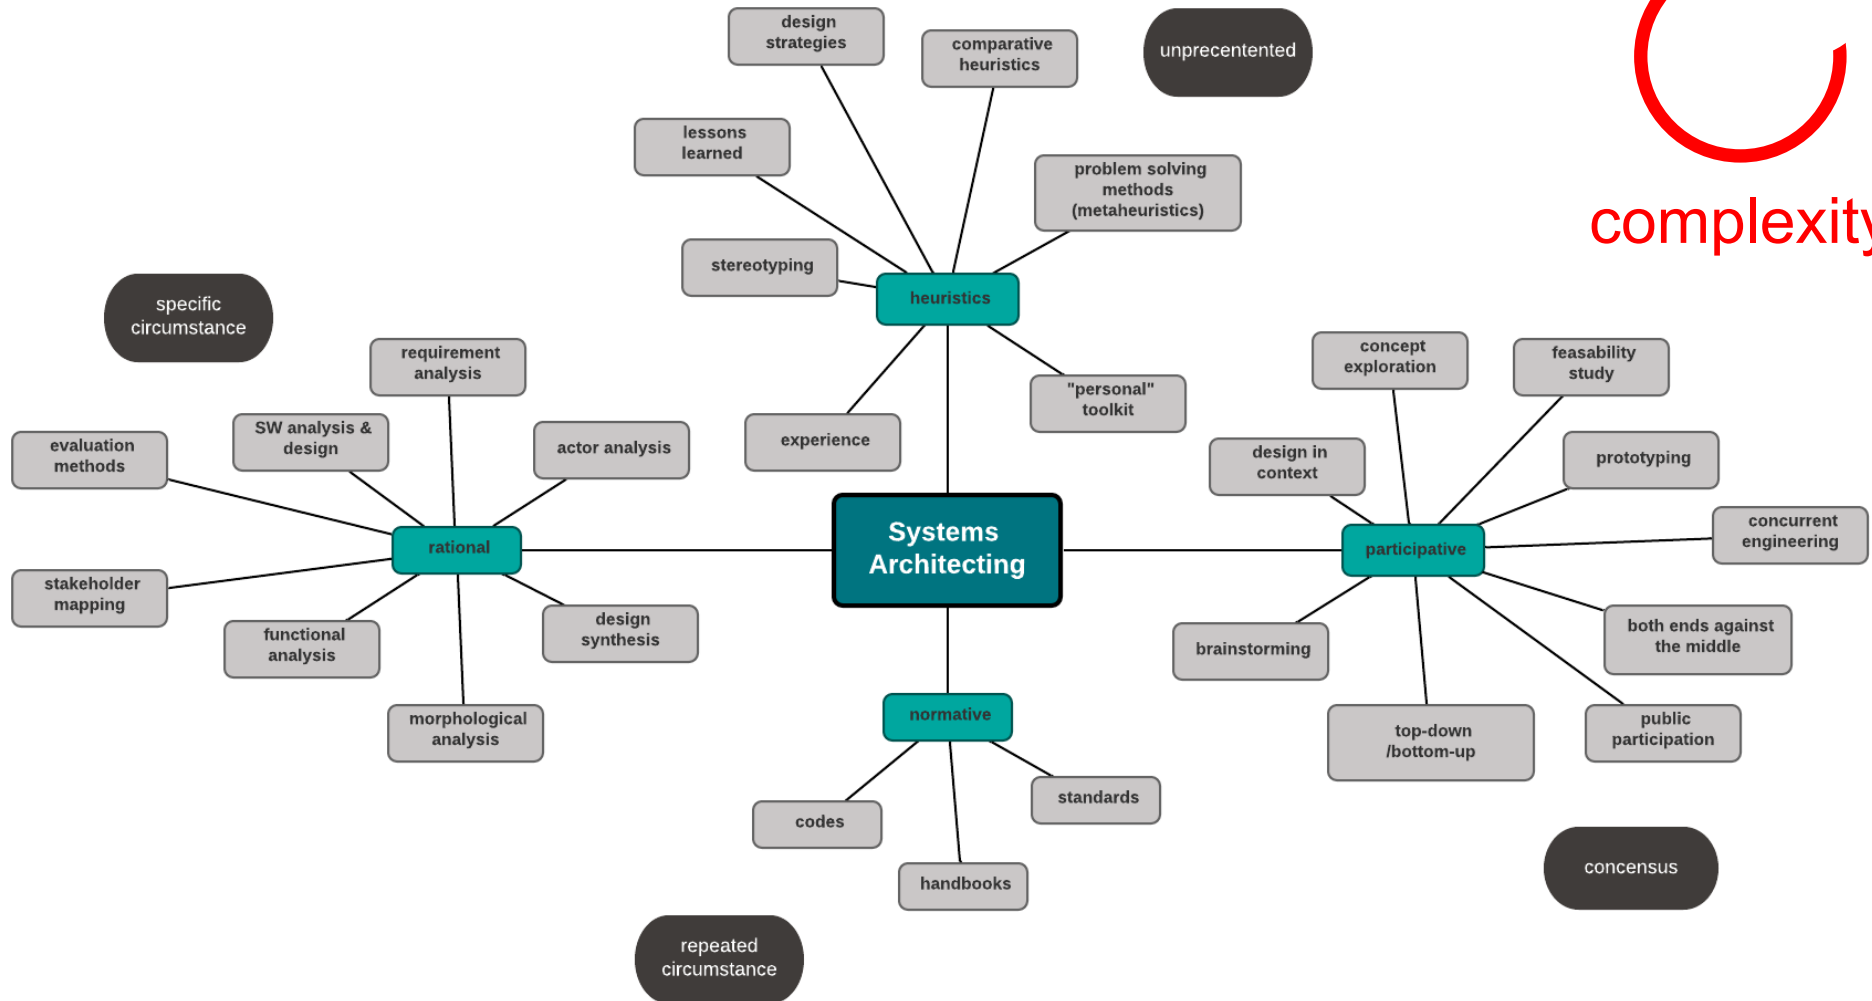 design
strategies
comparative
heuristics
unprecentented
lessons
learned
problem solving
methods
(metaheuristics)
complexity
stereotyping
heuristics
specific
circumstance
requirement
analysis
concept
exploration
feasability
study
"personal"
toolkit
SW analysis &
design
evaluation
methods
actor analysis
experience
design in
context
prototyping
Systems
Architecting
concurrent
engineering
rational
participative
stakeholder
mapping
functional
analysis
design
synthesis
both ends against
the middle
brainstorming
morphological
analysis
normative
top-down
/bottom-up
public
participation
standards
codes
handbooks
concensus
repeated
circumstance